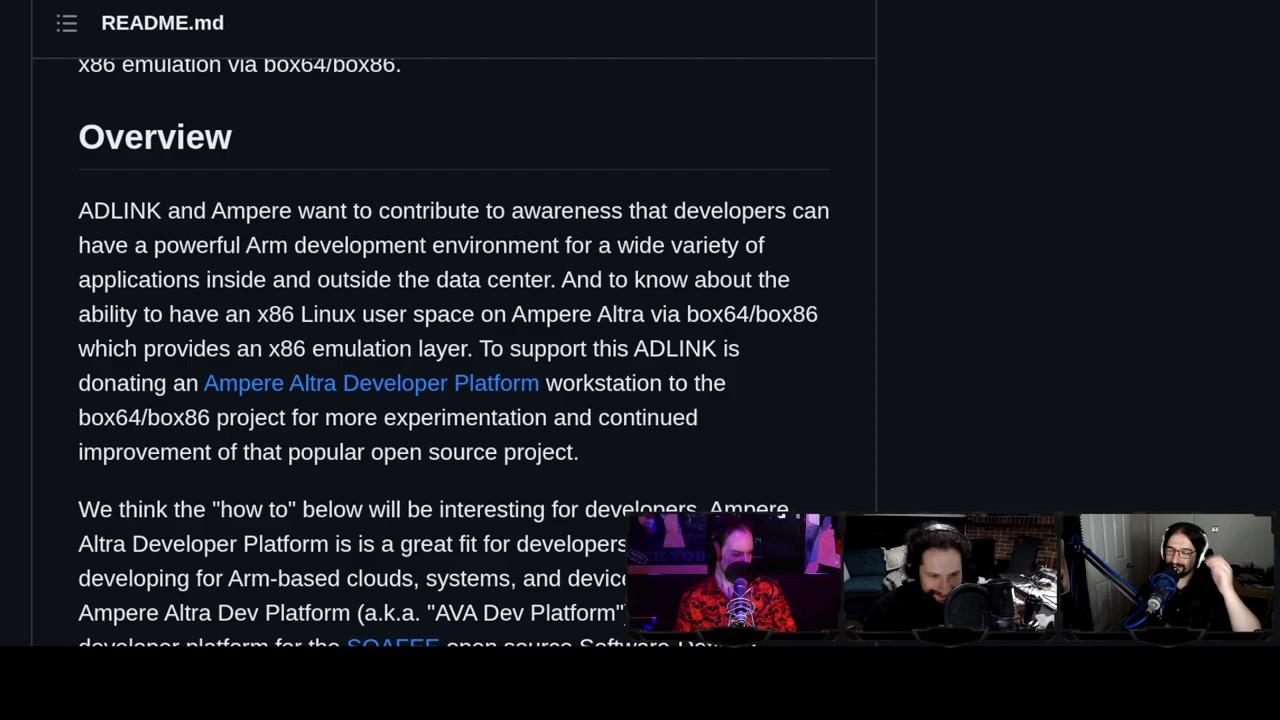 README.md
x86 emulation via box64/box86.
Overview
ADLINK and Ampere want to contribute to awareness that developers can
have a powerful Arm development environment for a wide variety of
applications inside and outside the data center. And to know about the
ability to have an x86 Linux user space on Ampere Altra via box64/box86
which provides an x86 emulation layer. To support this ADLINK is
donating an Ampere Altra Developer Platform workstation to the
box64/box86 project for more experimentation and continued
improvement of that popular open source project.
We think the "how to" below will be interesting for developers. Ampere
Altra Developer Platform is is a great fit for developers
developing for Arm-based clouds, systems, and device
Ampere Altra Dev Platform (a.k.a. "AVA Dev Platform")
developer platform for the SOAFEE open source Software-Defined